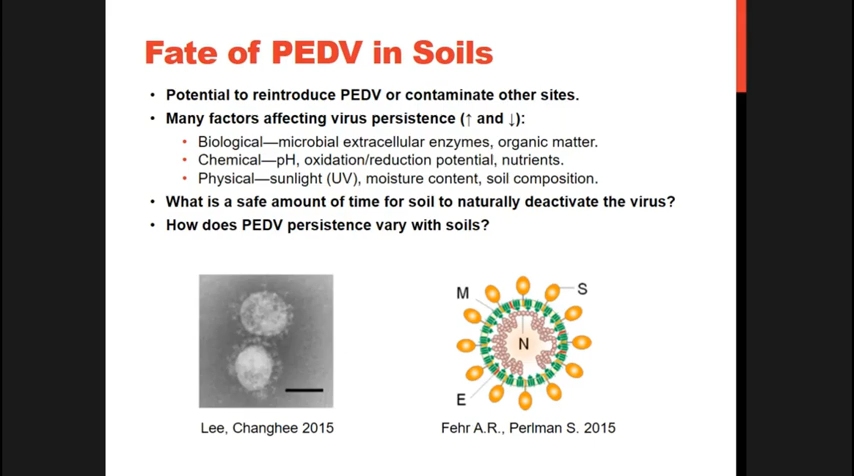 Fate of PEDV in Soils
• Potential to reintroduce PEDV or contaminate other sites.
• Many factors affecting virus persistence (↑ and ↓):
• Biological—microbial extracellular enzymes, organic matter.
• Chemical—pH, oxidation/reduction potential, nutrients.
• Physical—sunlight (UV), moisture content, soil composition.
• What is a safe amount of time for soil to naturally deactivate the virus?
• How does PEDV persistence vary with soils?
M
S
N
E
Lee, Changhee 2015
Fehr A.R., Perlman S. 2015